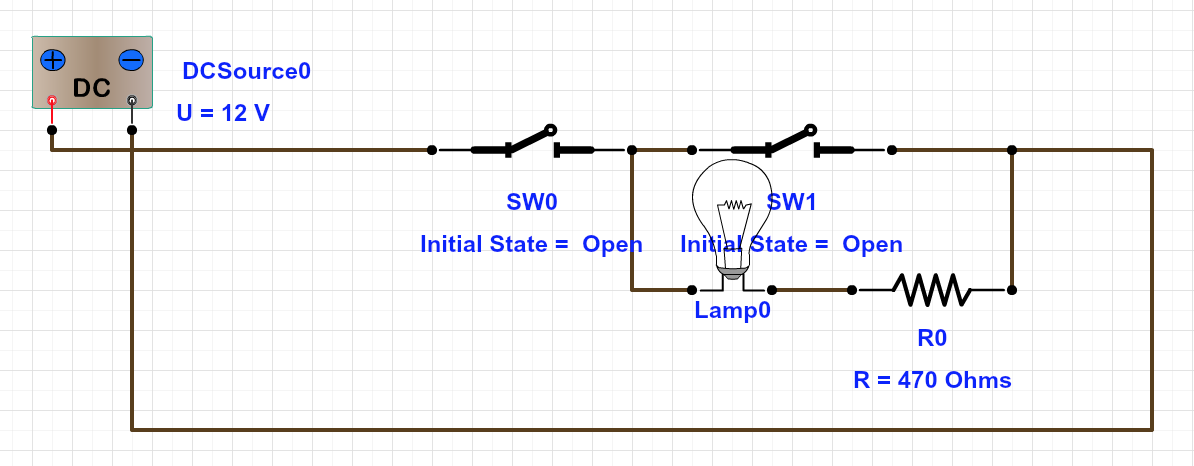 DC
DCSource0
U = 12 V
SW0
Initial State = Open
SW1
Initial State = Open
Lamp0
R0
R = 470 Ohms